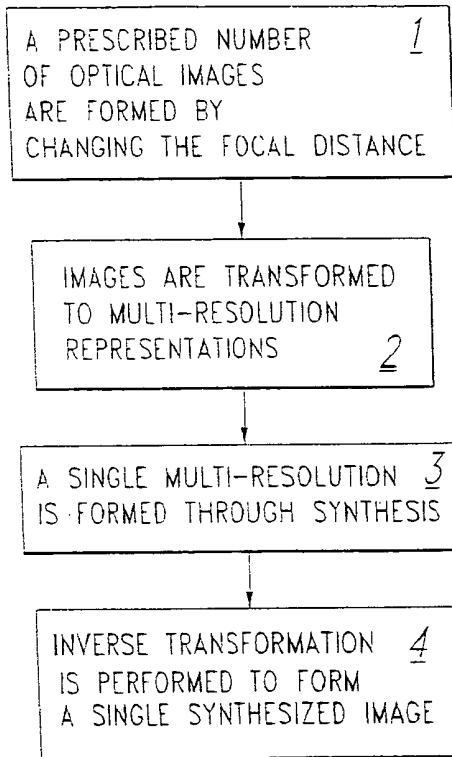 A PRESCRIBED NUMBER 1
OF OPTICAL IMAGES
ARE FORMED BY
CHANGING THE FOCAL DISTANCE
IMAGES ARE TRANSFORMED
TO MULTI-RESOLUTION
REPRESENTATIONS 2
A SINGLE MULTI-RESOLUTION 3
IS FORMED THROUGH SYNTHESIS
INVERSE TRANSFORMATION 4
IS PERFORMED TO FORM
A SINGLE SYNTHESIZED IMAGE